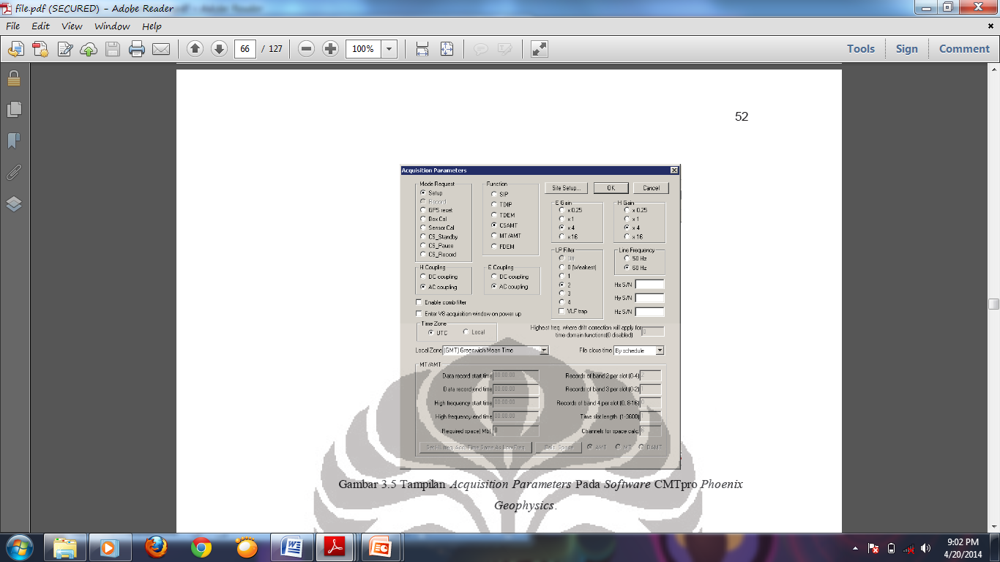 file.pdf (SECURED) - Adobe Reader
File Edit View Window Help
66 / 127 100% Tools Sign Comment
52
Acquisition Parameters
Mode Request
Setup
Record
GPS reset
Box Cal
Sensor Cal
CS_Standby
CS_Pause
CS_Record
Function
SIP
TDIP
TDEM
CSAMT
MT/AMT
FDEM
Site Setup... OK Cancel
E Gain
x 0.25
x 1
x 4
x 16
H Gain
x 0.25
x 1
x 4
x 16
H Coupling
DC coupling
AC coupling
E Coupling
DC coupling
AC coupling
LP Filter
Off
0 (Weakest)
1
2
3
4
VLF trap
Line Frequency
50 Hz
60 Hz
Hx S/N
Hy S/N
Hz S/N
Enable comb filter
Enter V8 acquisition window on power up
Time Zone
UTC Local
Highest freq. where drift correction will apply for
time domain functions(0 disabled)
Local Zone (GMT) Greenwich Mean Time
File close time By schedule
MT/AMT
Data record start time 00:00:00
Data record end time 00:00:00
High frequency start time 00:00:00
High frequency end time 00:00:00
Required space( Mb) 0
Records of band 2 per slot (0-4) 2
Records of band 3 per slot (0-2) 1
Records of band 4 per slot (0, 8-16) 0
Time slot length (1-3600)
Channels for space calc. 6
Set Hi freq. Acq. Time Same As Low Freq Calc. Space AMT MT BAMT
Gambar 3.5 Tampilan Acquisition Parameters Pada Software CMTpro Phoenix
Geophysics.
9:02 PM
4/20/2014